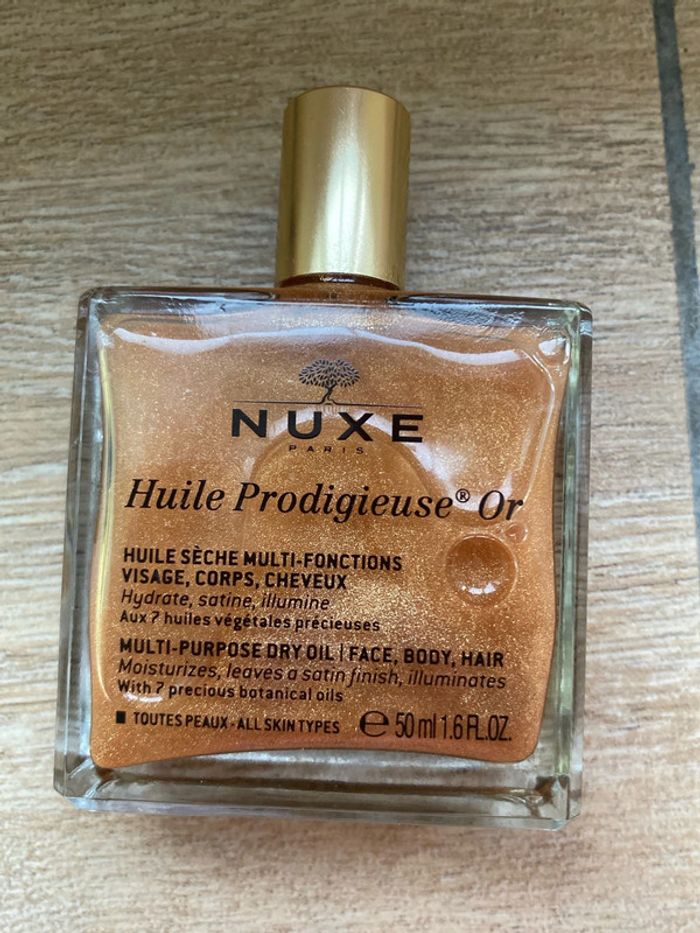 NUXE
PARIS
Huile Prodigieuse® Or
HUILE SÈCHE MULTI-FONCTIONS
VISAGE, CORPS, CHEVEUX
Hydrate, satine, illumine
Aux 7 huiles végétales précieuses
MULTI-PURPOSE DRY OIL | FACE, BODY, HAIR
Moisturizes, leaves a satin finish, illuminates
With 7 precious botanical oils
■ TOUTES PEAUX - ALL SKIN TYPES ℮ 50 ml 1.6 FL.OZ.